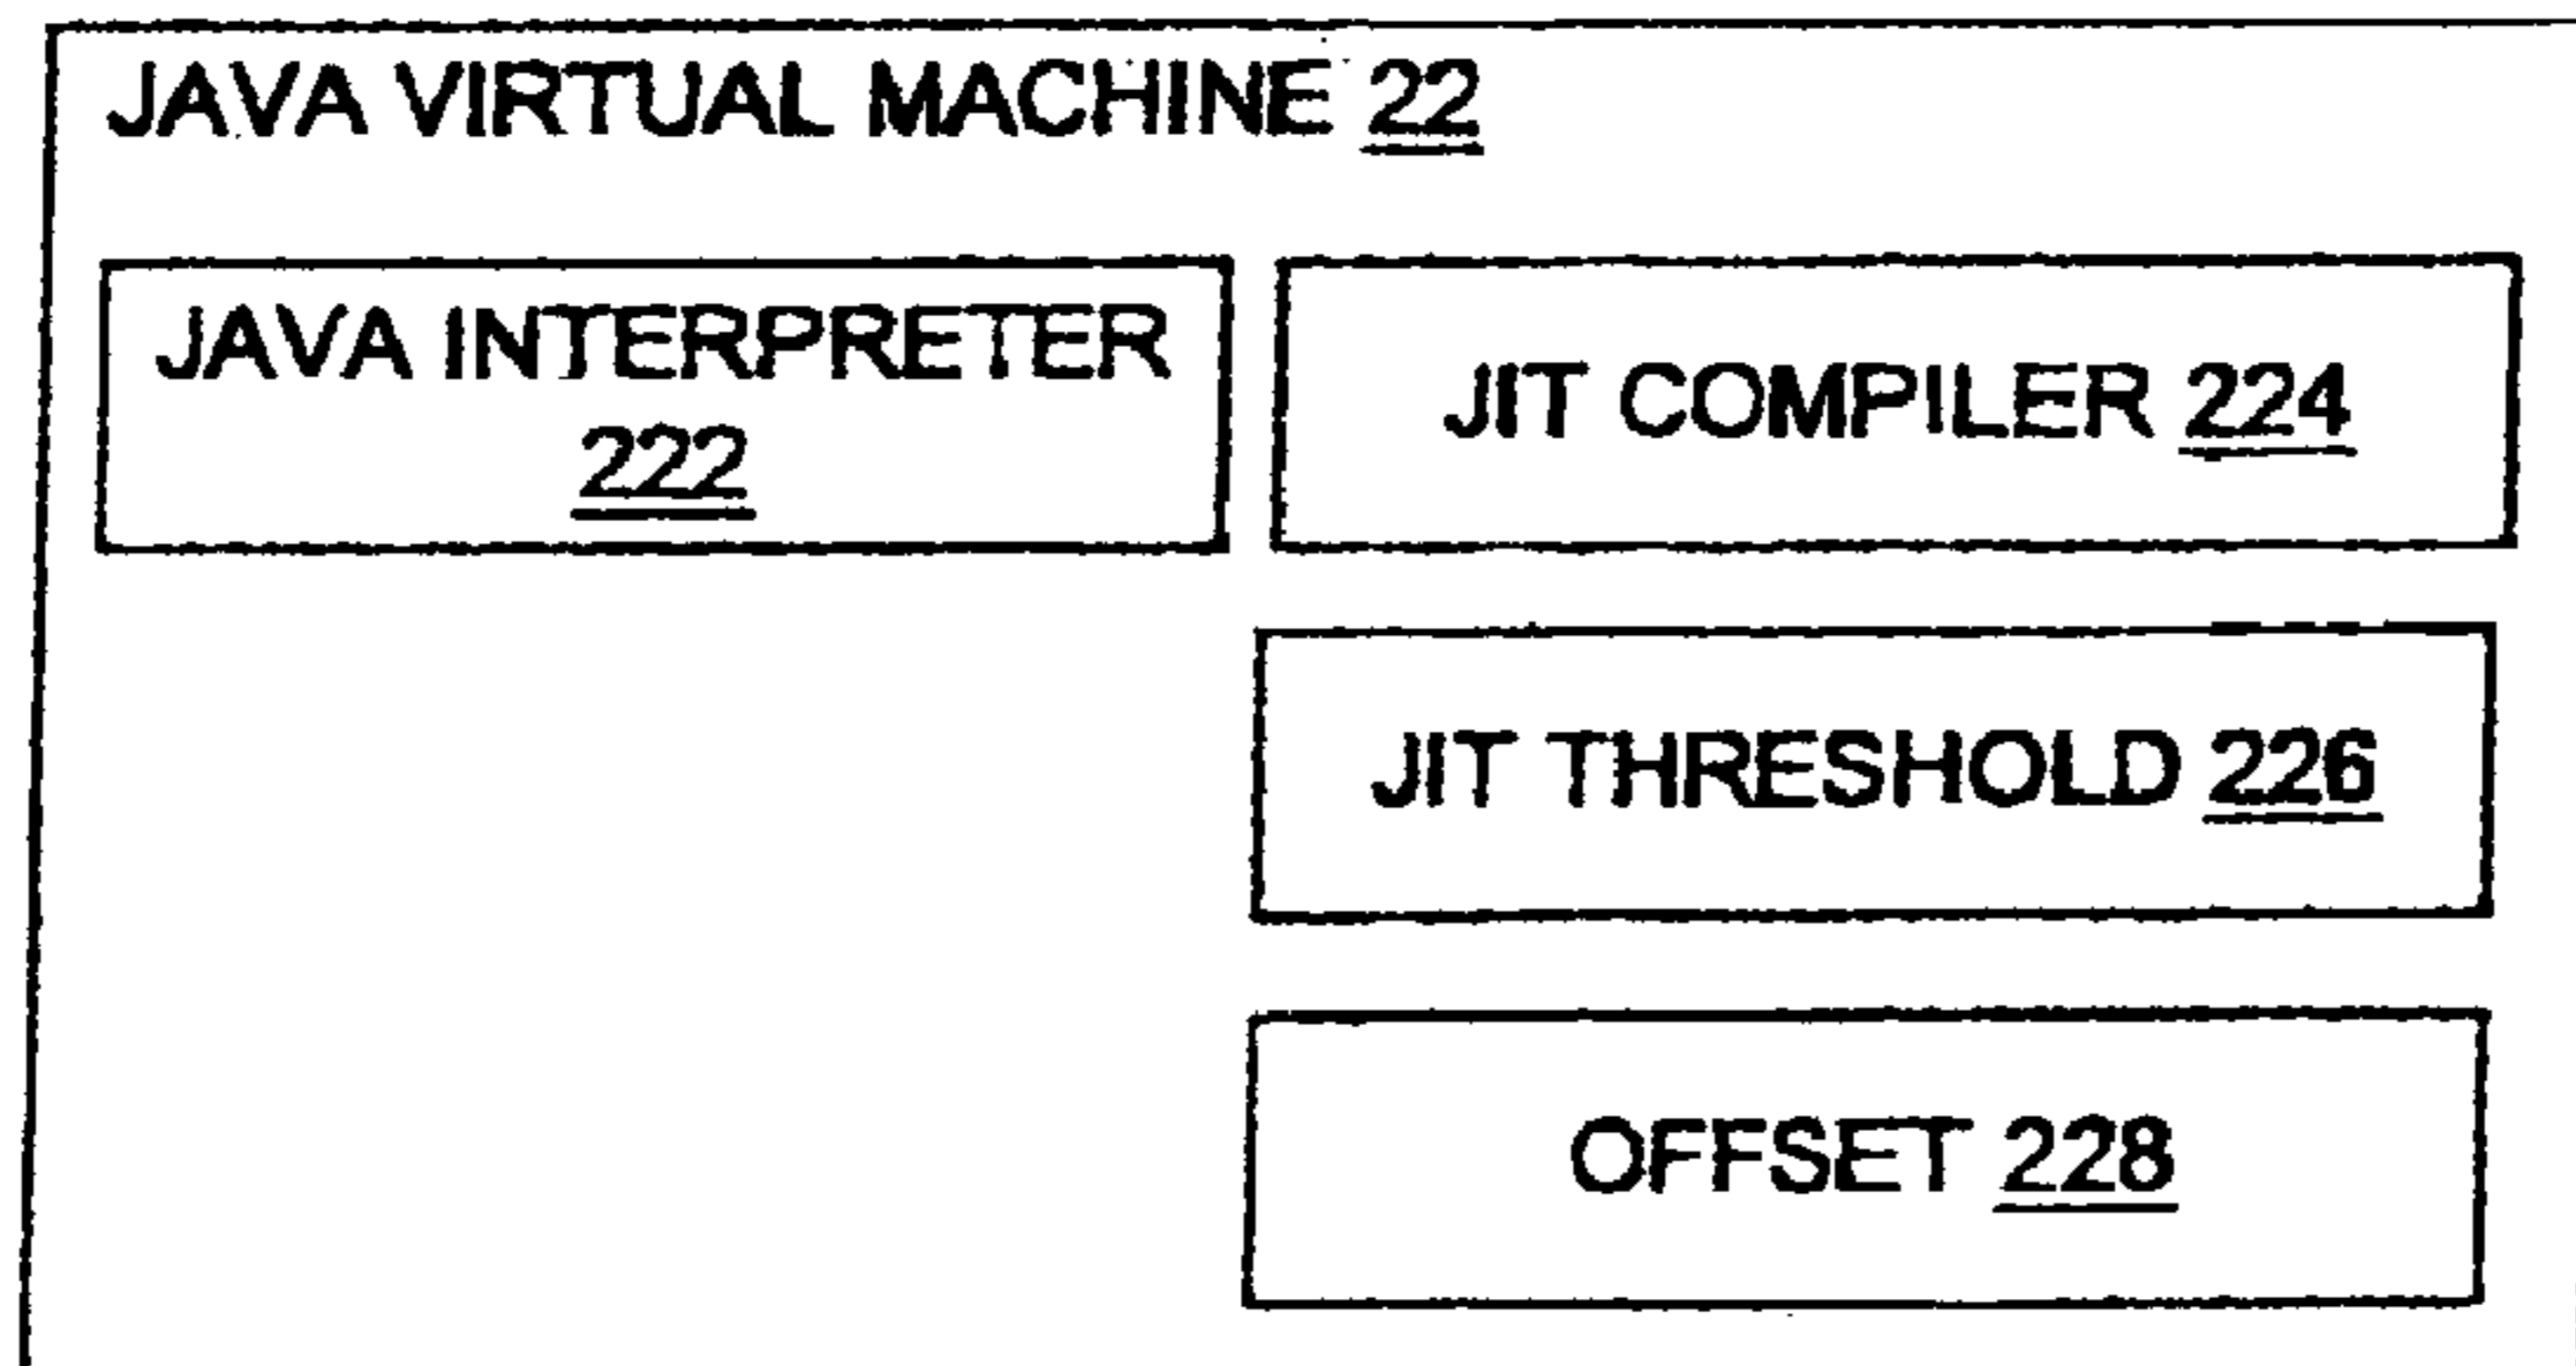 JAVA VIRTUAL MACHINE 22
JAVA INTERPRETER
222
JIT COMPILER 224
JIT THRESHOLD 226
OFFSET 228